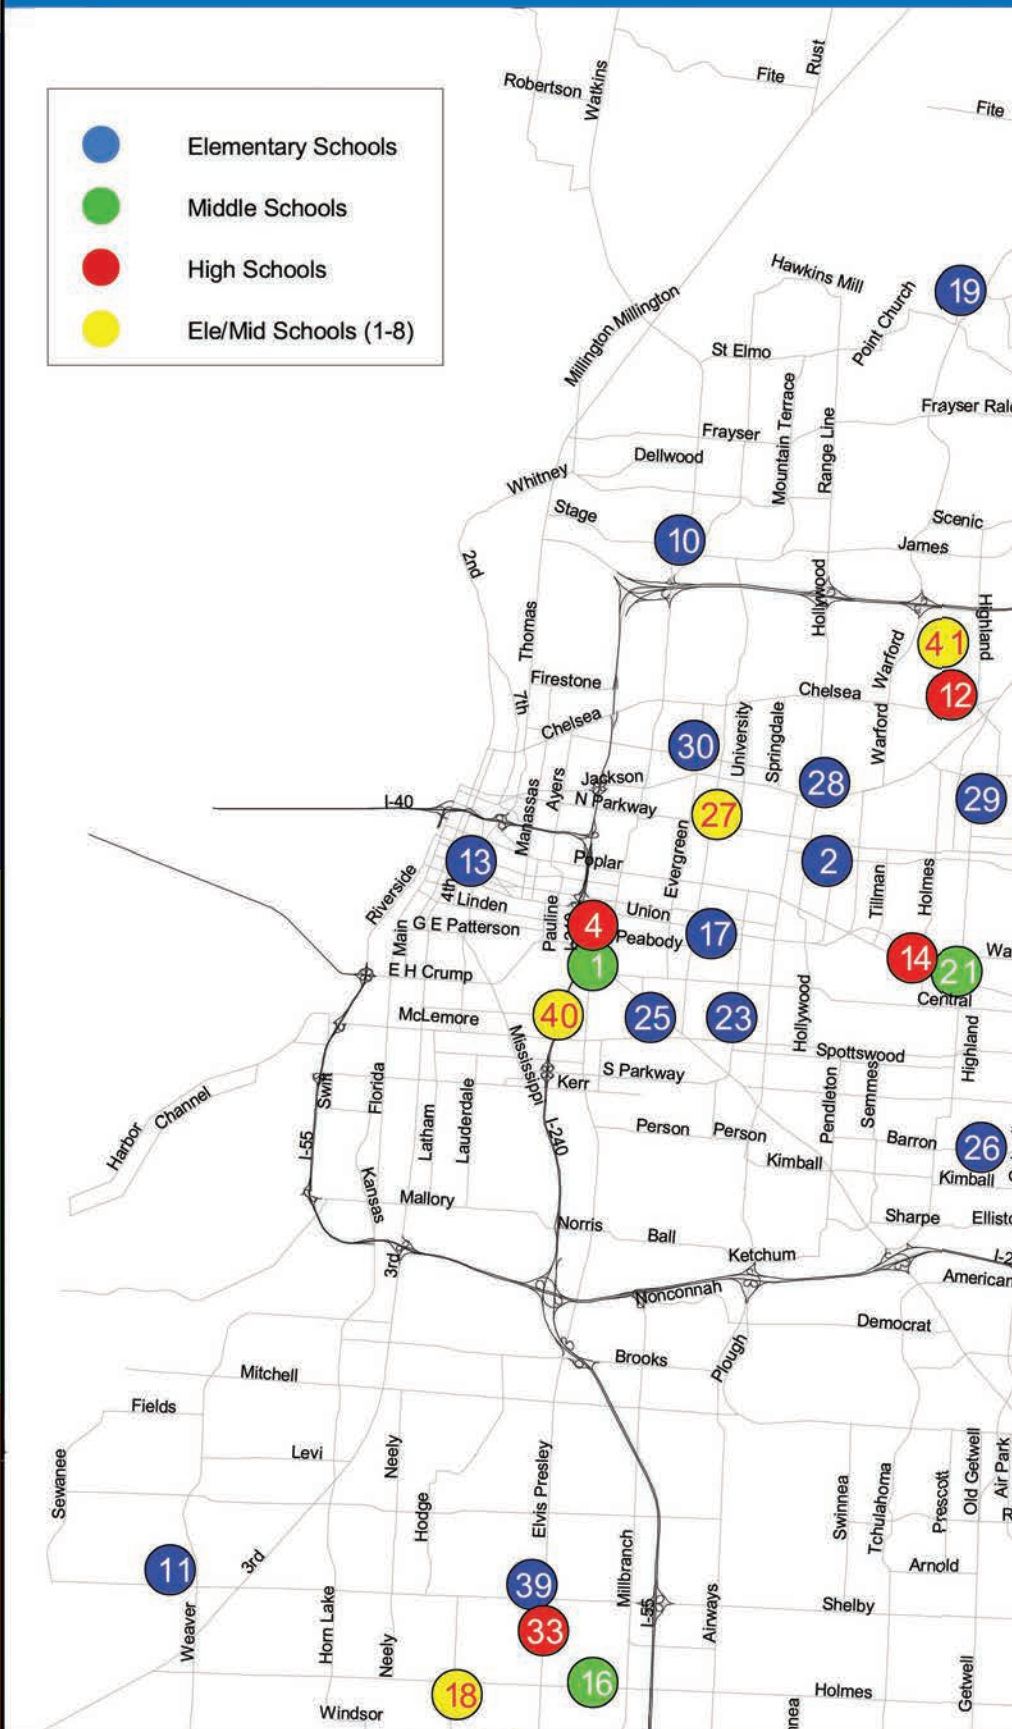 Elementary Schools
Middle Schools
High Schools
Ele/Mid Schools (1-8)
Robertson
Watkins
Fite
Rust
Fite
Hawkins Mill
Point Church
19
Millington Millington
St Elmo
Mountain Terrace
Range Line
Frayser
Dellwood
Whitney
Stage
Scenic
James
10
2nd
Hollywood
Highland
Thomas
41
Warford
12
Firestone
7th
Chelsea
Chelsea
University
Springdale
Warford
30
28
29
Jackson
N Parkway
Ayers
Manassas
I-40
27
Poplar
Evergreen
2
13
Tillman
Holmes
Riverside
4th
Linden
Union
Pauline
4
Peabody
17
Main
G E Patterson
14
21
1
E H Crump
Central
McLemore
40
25
23
Hollywood
Spottswood
Highland
Mississippi
Kerr
S Parkway
Swift
Florida
Latham
Lauderdale
Pendleton
Semmes
Harbor
Channel
I-55
I-240
Person
Person
Kimball
Barron
26
Kimball
Kansas
Mallory
Norris
Ball
Sharpe
3rd
Ketchum
American
Nonconnah
Democrat
Plough
Brooks
Mitchell
Fields
Levi
Neely
Sewanee
Hodge
Elvis Presley
Swinnea
Tchulahoma
Prescott
Old Getwell
Air Park
Arnold
11
3rd
39
Millbranch
I-55
Airways
Shelby
Weaver
Horn Lake
Neely
33
18
16
Holmes
Getwell
Windsor